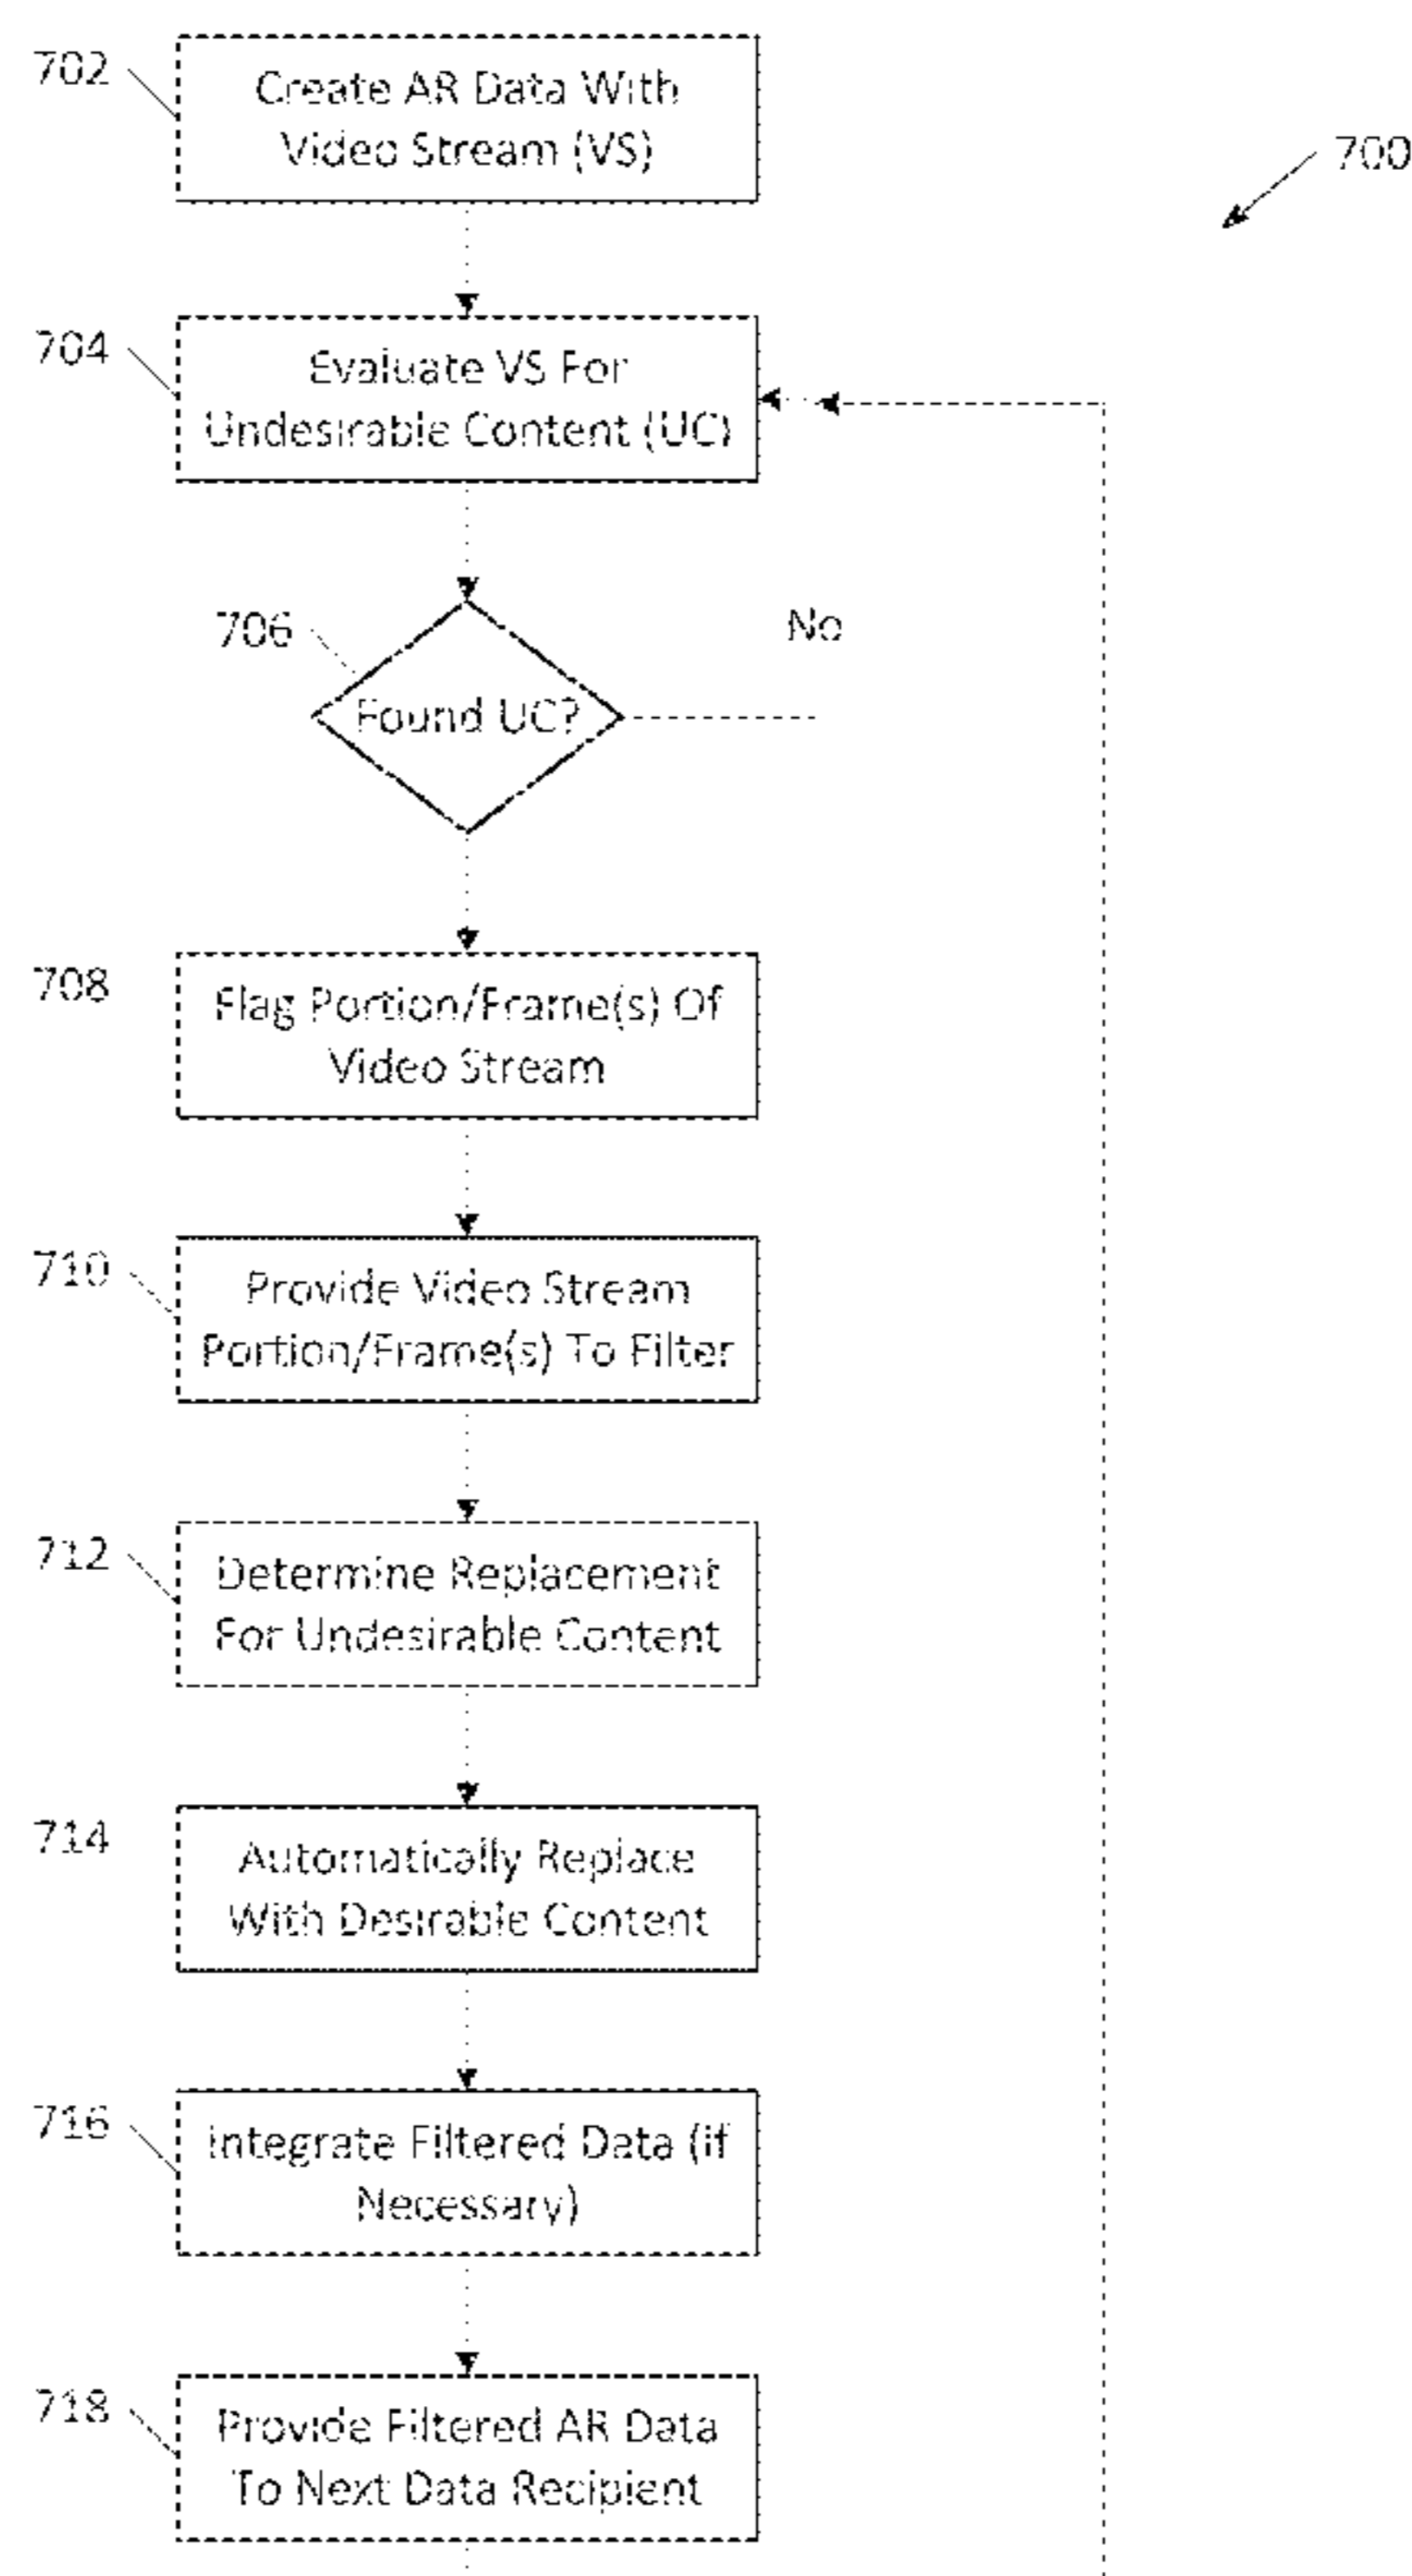 702
Create AR Data With
Video Stream (VS)
700
704
Evaluate VS For
Undesirable Content (UC)
706
Found UC?
No
708
Flag Portion/Frame(s) Of
Video Stream
710
Provide Video Stream
Portion/Frame(s) To Filter
712
Determine Replacement
For Undesirable Content
714
Automatically Replace
With Desirable Content
716
Integrate Filtered Data (if
Necessary)
718
Provide Filtered AR Data
To Next Data Recipient